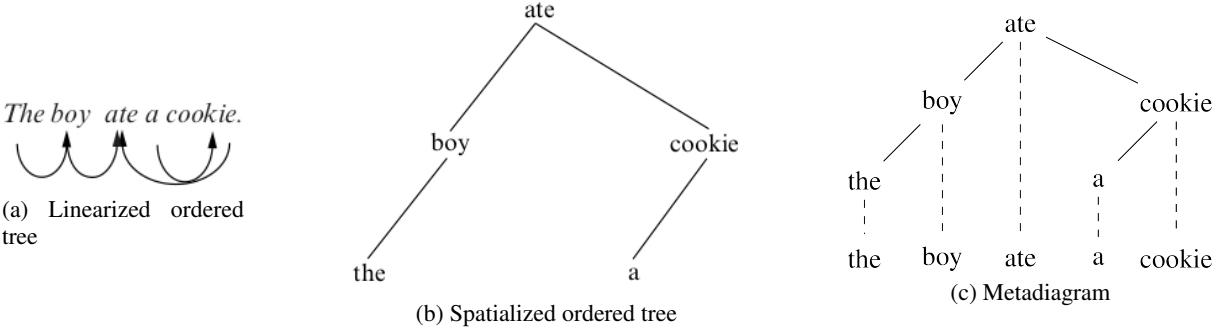 The boy ate a cookie.
(a) Linearized ordered
tree
ate
boy cookie
the a
(b) Spatialized ordered tree
ate
boy cookie
the a
the boy ate a cookie
(c) Metadiagram